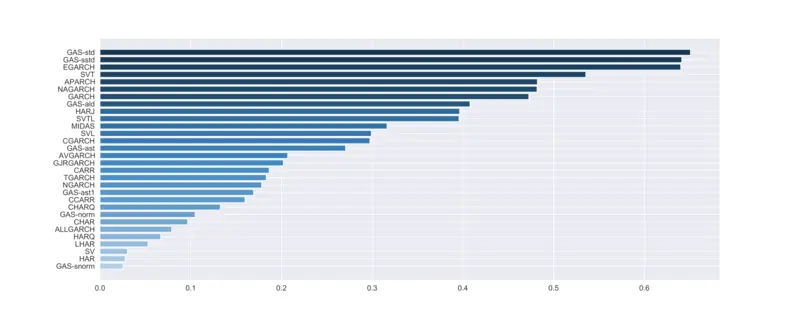 GAS-std
GAS-sstd
EGARCH
SVT
APARCH
NAGARCH
GARCH
GAS-ald
HARJ
SVTL
MIDAS
SVL
CGARCH
GAS-ast
AVGARCH
GJRGARCH
CARR
TGARCH
NGARCH
GAS-ast1
CCARR
CHARQ
GAS-norm
CHAR
ALLGARCH
HARQ
LHAR
SV
HAR
GAS-snorm
0.0 0.1 0.2 0.3 0.4 0.5 0.6